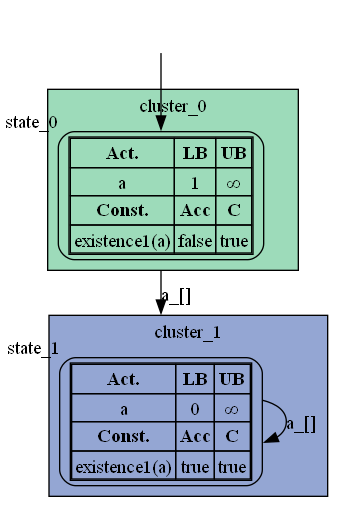 cluster_0
state_0
Act. LB UB
a 1 ∞
Const. Acc C
existence1(a) false true
a_[]
cluster_1
state_1
Act. LB UB
a 0 ∞
Const. Acc C
a_[]
existence1(a) true true